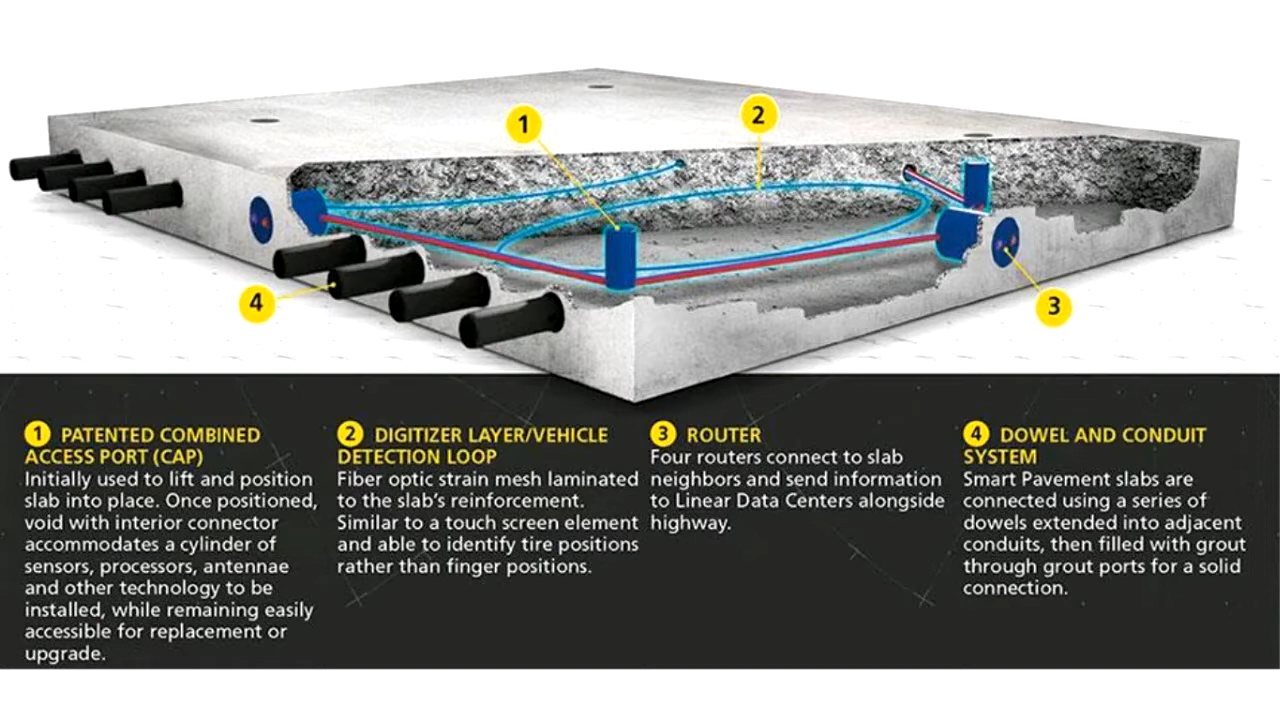 1
2
4
3
1 PATENTED COMBINED
ACCESS PORT (CAP)
Initially used to lift and position
slab into place. Once positioned,
void with interior connector
accommodates a cylinder of
sensors, processors, antennae
and other technology to be
installed, while remaining easily
accessible for replacement or
upgrade.
2 DIGITIZER LAYER/VEHICLE
DETECTION LOOP
Fiber optic strain mesh laminated
to the slab's reinforcement.
Similar to a touch screen element
and able to identify tire positions
rather than finger positions.
3 ROUTER
Four routers connect to slab
neighbors and send information
to Linear Data Centers alongside
highway.
4 DOWEL AND CONDUIT
SYSTEM
Smart Pavement slabs are
connected using a series of
dowels extended into adjacent
conduits, then filled with grout
through grout ports for a solid
connection.